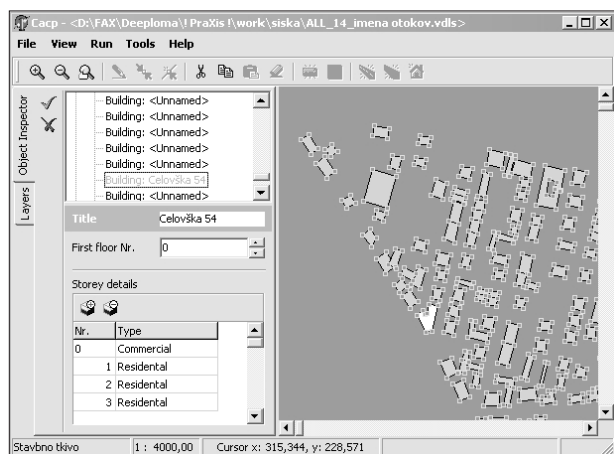 Cacp - <D:\FAX\Deeploma\! PraXis !\work\siska\ALL_14_imena otokov.vdls>
File View Run Tools Help
Object Inspector
Layers
Building: <Unnamed>
Building: <Unnamed>
Building: <Unnamed>
Building: <Unnamed>
Building: <Unnamed>
Building: Celovška 54
Building: <Unnamed>
Title Celovška 54
First floor Nr. 0
Storey details
Nr. Type
0 Commercial
1 Residental
2 Residental
3 Residental
Stavbno tkivo 1 : 4000,00 Cursor x: 315,344, y: 228,571